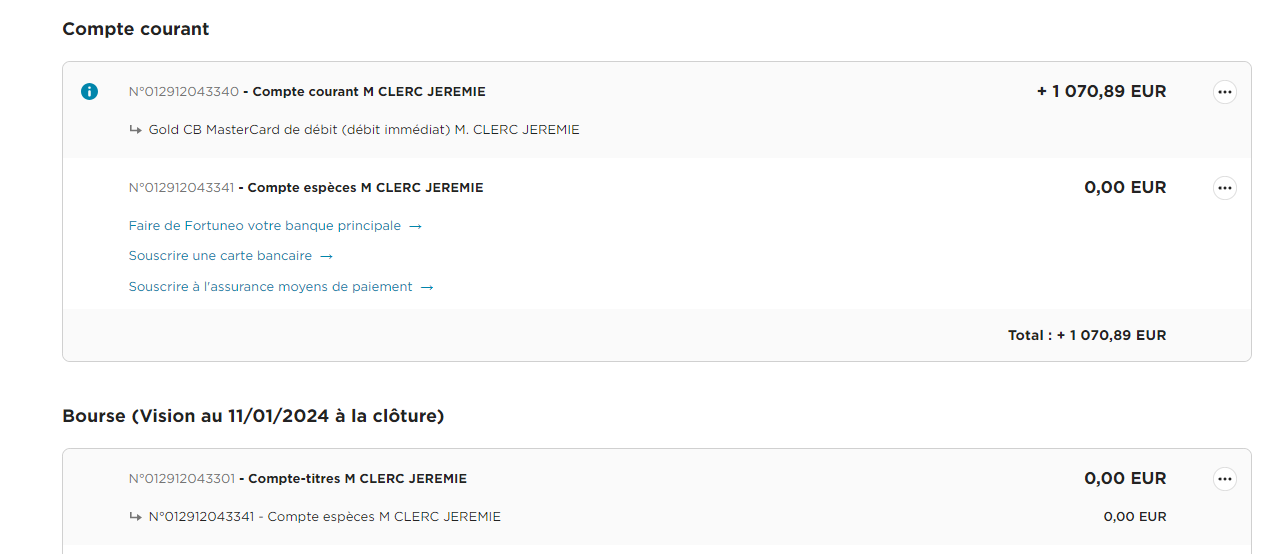 Compte courant
N°012912043340 - Compte courant M CLERC JEREMIE + 1 070,89 EUR
↳ Gold CB MasterCard de débit (débit immédiat) M. CLERC JEREMIE
N°012912043341 - Compte espèces M CLERC JEREMIE 0,00 EUR
Faire de Fortuneo votre banque principale →
Souscrire une carte bancaire →
Souscrire à l'assurance moyens de paiement →
Total : + 1 070,89 EUR
Bourse (Vision au 11/01/2024 à la clôture)
N°012912043301 - Compte-titres M CLERC JEREMIE 0,00 EUR
↳ N°012912043341 - Compte espèces M CLERC JEREMIE 0,00 EUR